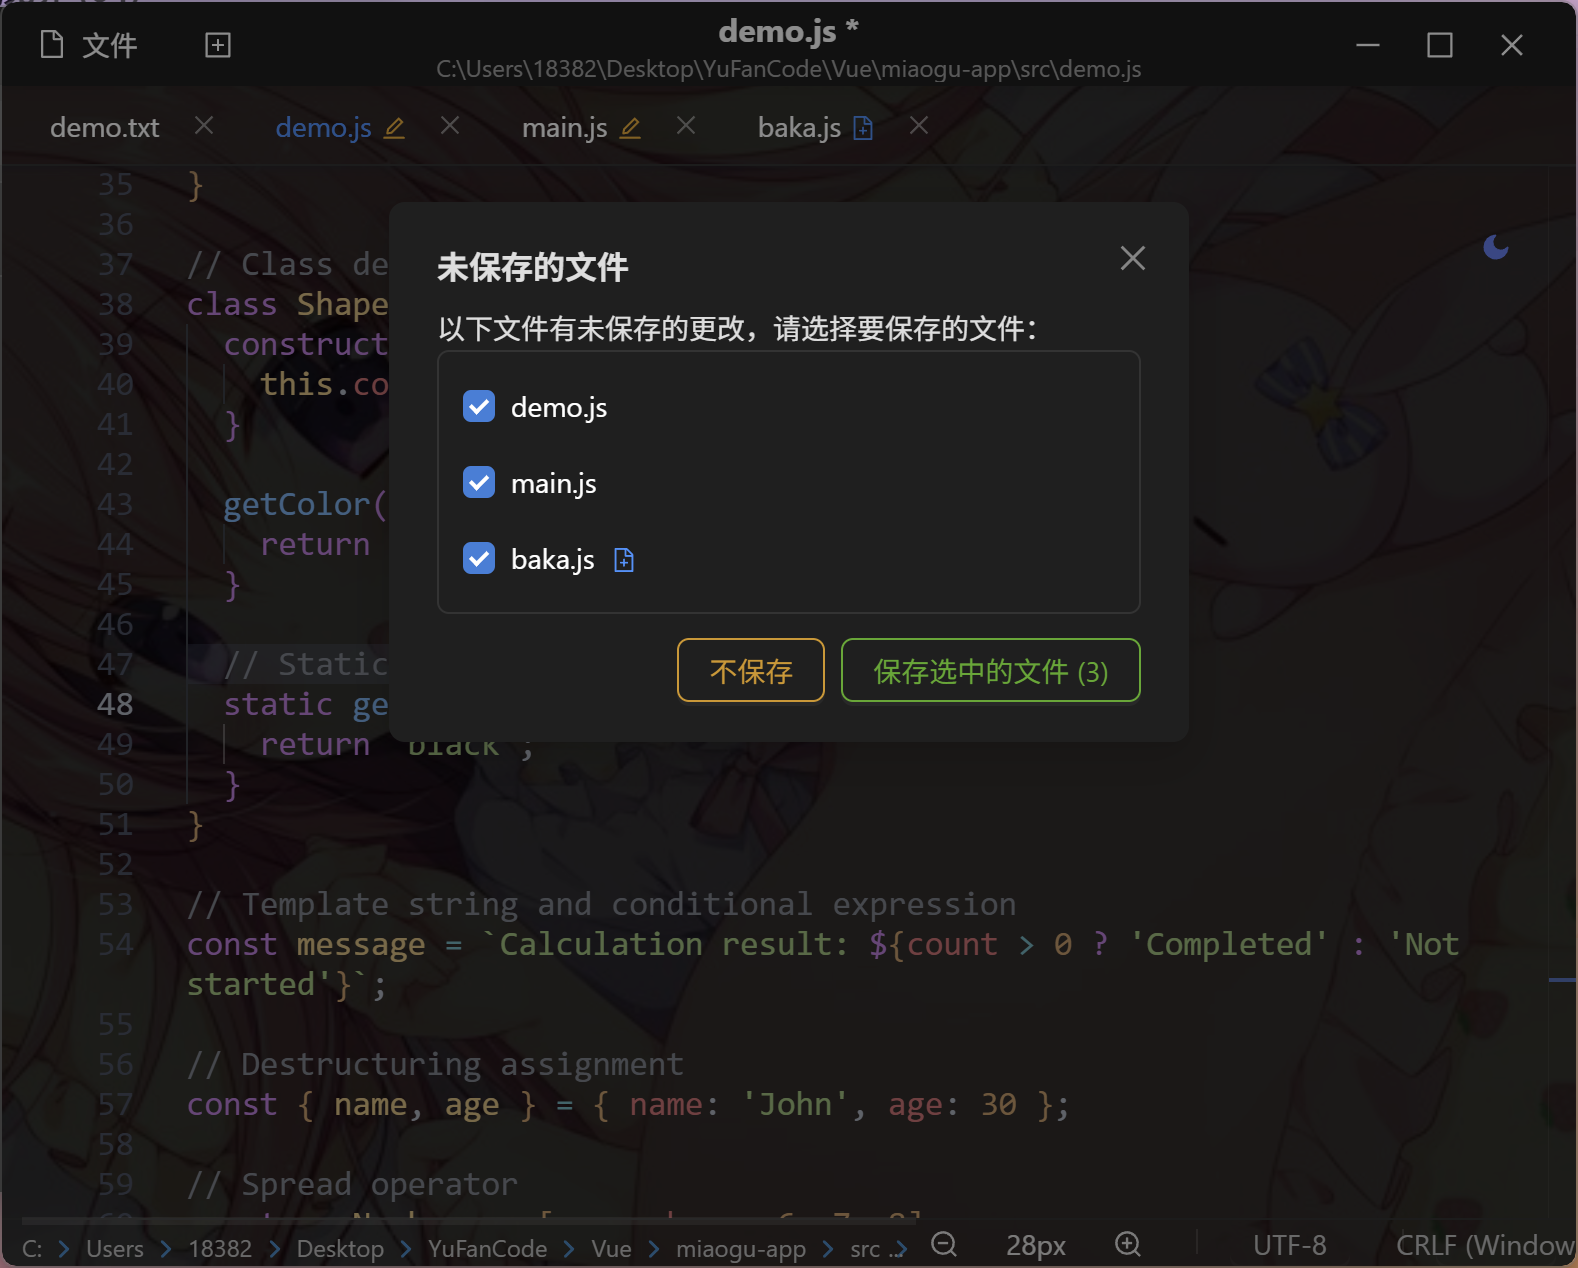 文件
demo.js *
C:\Users\18382\Desktop\YuFanCode\Vue\miaogu-app\src\demo.js
demo.txt demo.js main.js baka.js
35 }
36
37 // Class de
38 class Shape
39 construct
40 this.co
41 }
42
43 getColor(
44 return
45 }
46
47 // Static
48 static ge
49 return 'black';
50 }
51 }
52
53 // Template string and conditional expression
54 const message = `Calculation result: ${count > 0 ? 'Completed' : 'Not
started'}`;
55
56 // Destructuring assignment
57 const { name, age } = { name: 'John', age: 30 };
58
59 // Spread operator
未保存的文件
以下文件有未保存的更改，请选择要保存的文件：
demo.js
main.js
baka.js
不保存 保存选中的文件 (3)
C: > Users > 18382 > Desktop > YuFanCode > Vue > miaogu-app > src ... 28px UTF-8 CRLF (Window